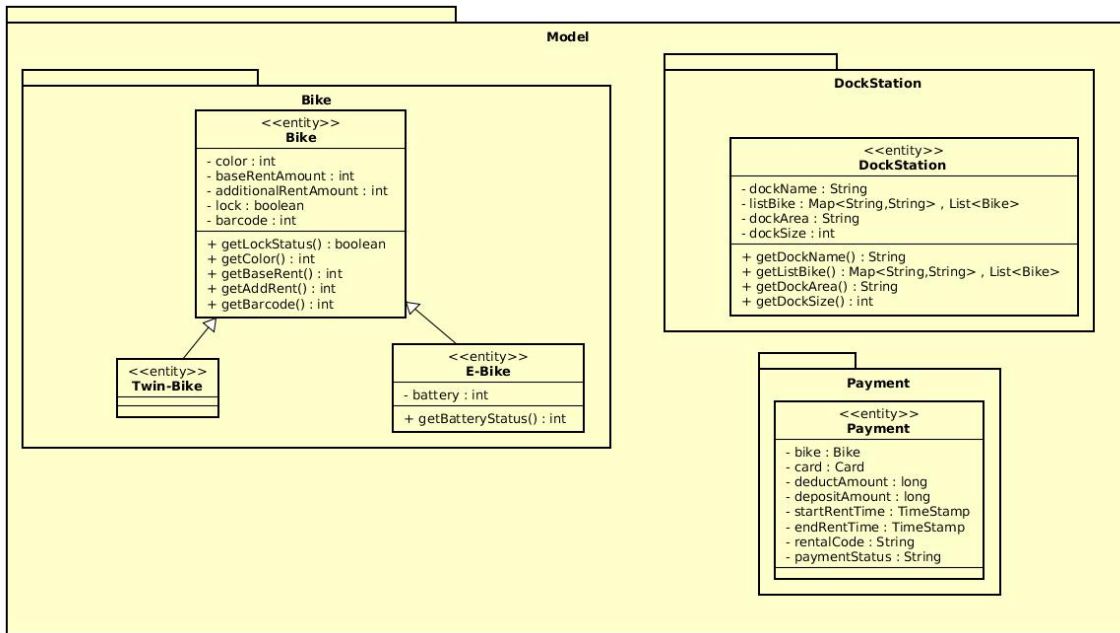 Model
Bike
<<entity>>
Bike
- color : int
- baseRentAmount : int
- additionalRentAmount : int
- lock : boolean
- barcode : int
+ getLockStatus() : boolean
+ getColor() : int
+ getBaseRent() : int
+ getAddRent() : int
+ getBarcode() : int
<<entity>>
Twin-Bike
<<entity>>
E-Bike
- battery : int
+ getBatteryStatus() : int
DockStation
<<entity>>
DockStation
- dockName : String
- listBike : Map<String,String> , List<Bike>
- dockArea : String
- dockSize : int
+ getDockName() : String
+ getListBike() : Map<String,String> , List<Bike>
+ getDockArea() : String
+ getDockSize() : int
Payment
<<entity>>
Payment
- bike : Bike
- card : Card
- deductAmount : long
- depositAmount : long
- startRentTime : TimeStamp
- endRentTime : TimeStamp
- rentalCode : String
- paymentStatus : String